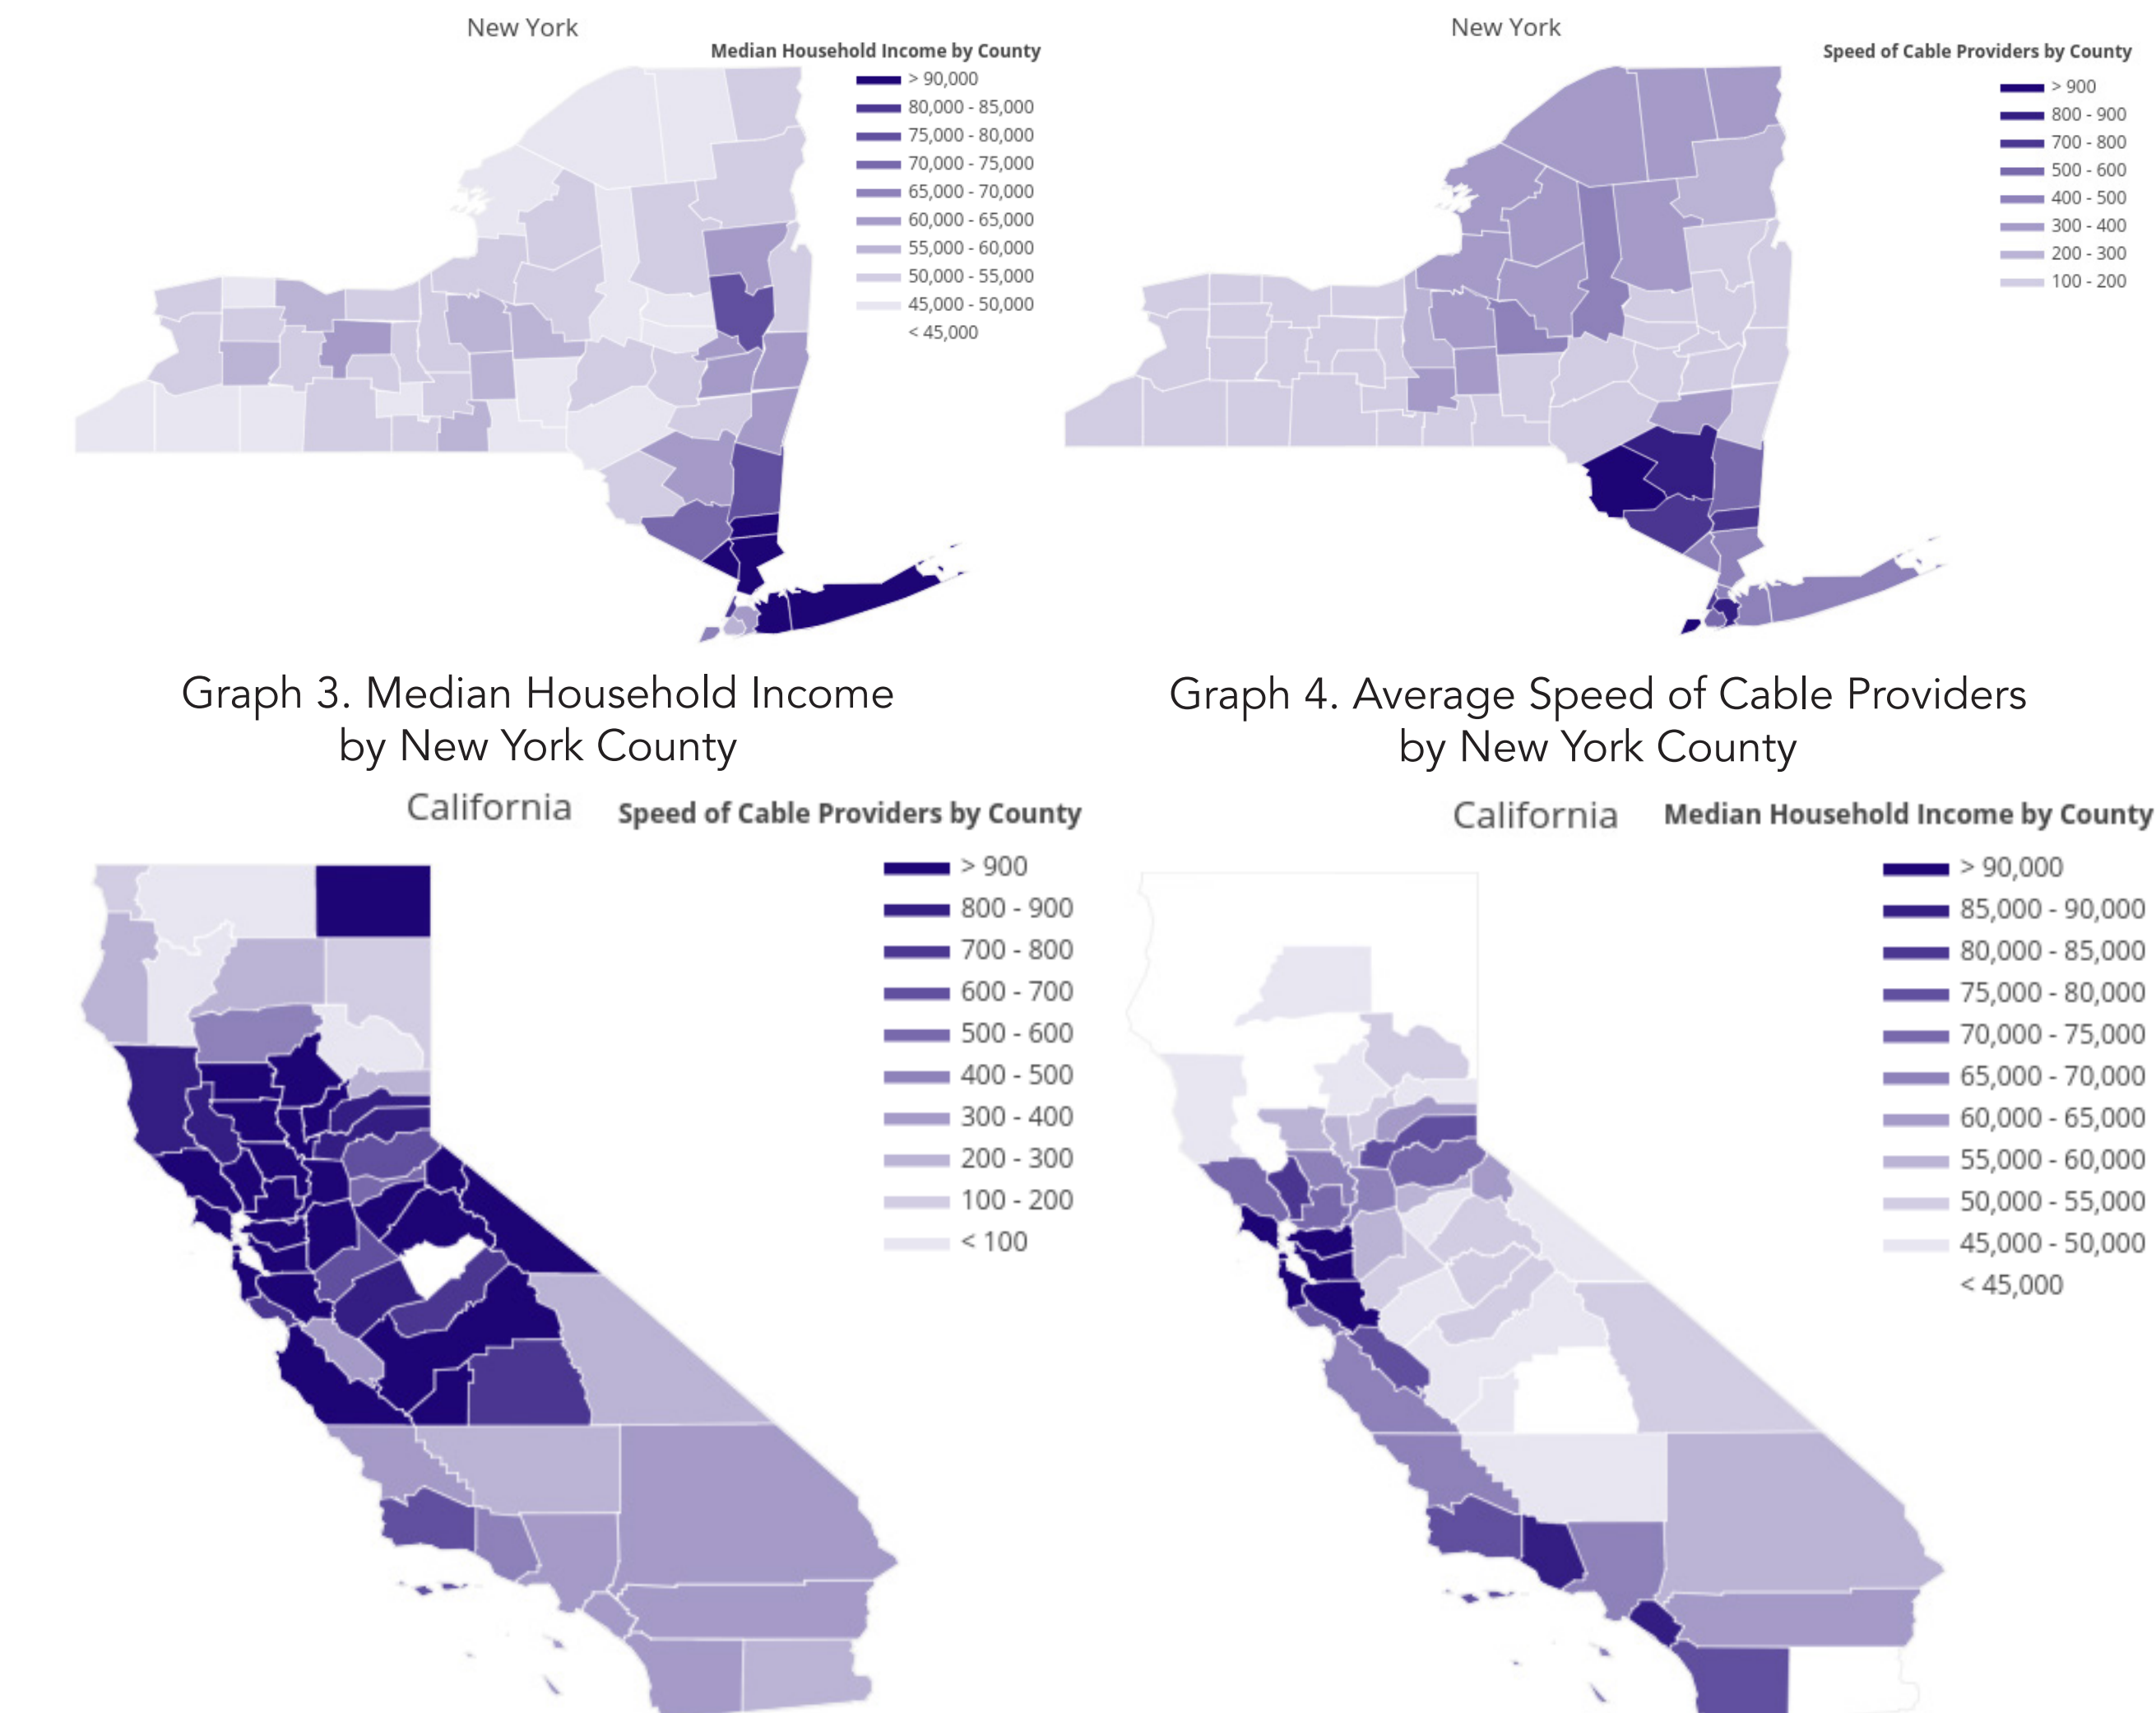 New York
Median Household Income by County
> 90,000
80,000 - 85,000
75,000 - 80,000
70,000 - 75,000
65,000 - 70,000
60,000 - 65,000
55,000 - 60,000
50,000 - 55,000
45,000 - 50,000
< 45,000
New York
Speed of Cable Providers by County
> 900
800 - 900
700 - 800
500 - 600
400 - 500
300 - 400
200 - 300
100 - 200
Graph 3. Median Household Income
by New York County
Graph 4. Average Speed of Cable Providers
by New York County
California
Speed of Cable Providers by County
> 900
800 - 900
700 - 800
600 - 700
500 - 600
400 - 500
300 - 400
200 - 300
100 - 200
< 100
California
Median Household Income by County
> 90,000
85,000 - 90,000
80,000 - 85,000
75,000 - 80,000
70,000 - 75,000
65,000 - 70,000
60,000 - 65,000
55,000 - 60,000
50,000 - 55,000
45,000 - 50,000
< 45,000